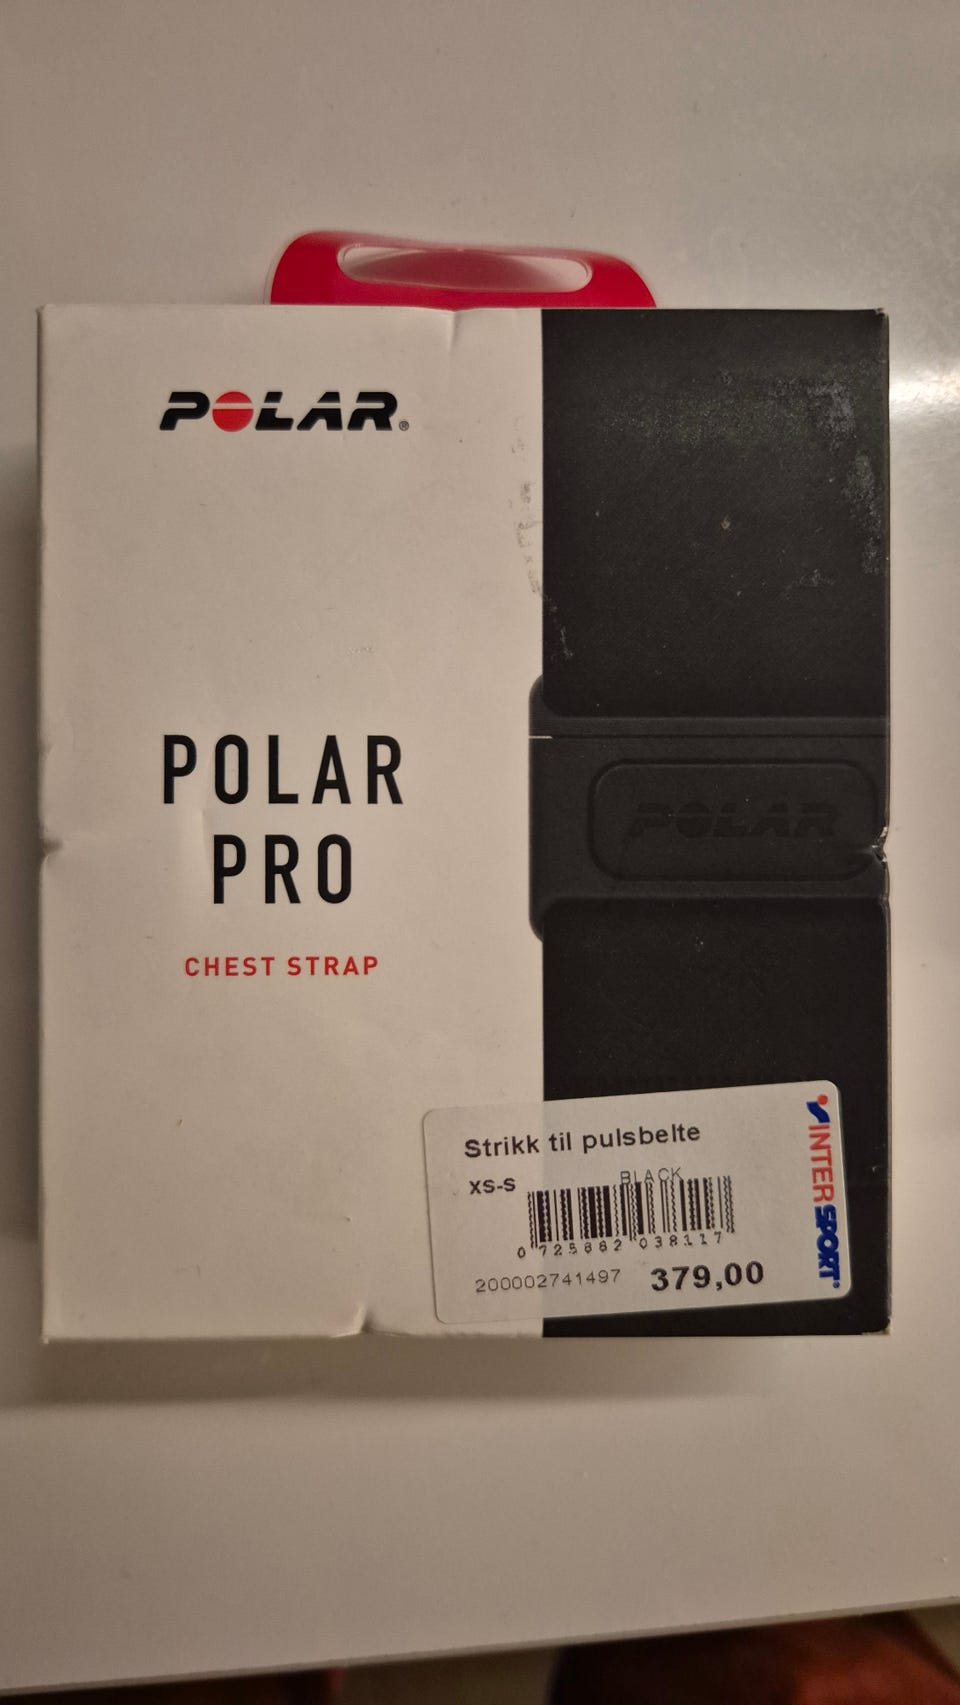 POLAR®
POLAR
PRO
CHEST STRAP
POLAR
Strikk til pulsbelte
XS-S
BLACK
0 725882 038117
200002741497
379,00
INTERSPORT